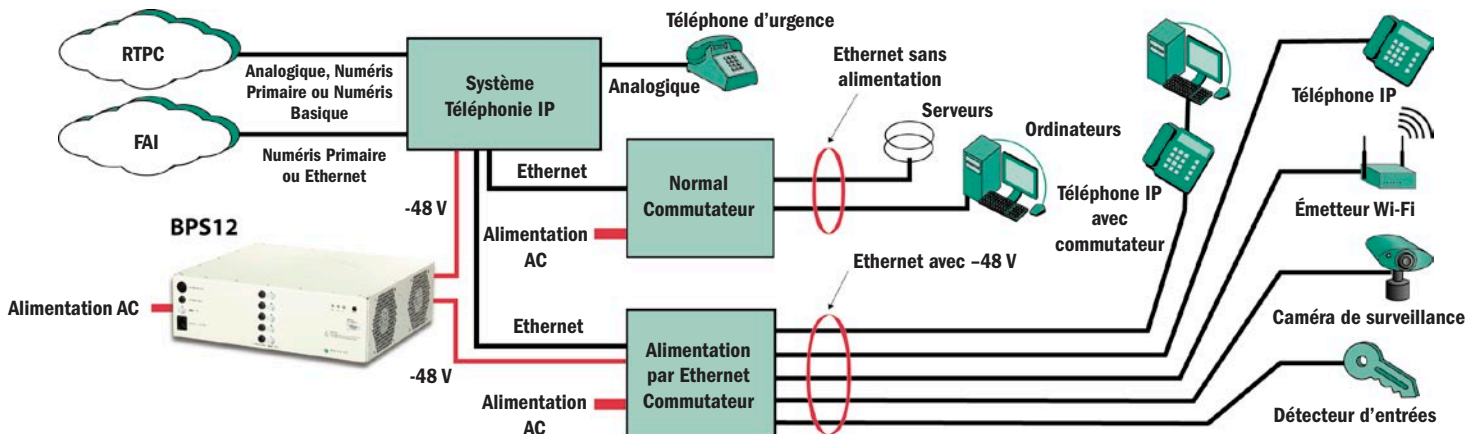 RTPC
Analogique, Numéris
Primaire ou Numéris
Basique
FAI
Numéris Primaire
ou Ethernet
Système
Téléphonie IP
Téléphone d'urgence
Analogique
Ethernet sans
alimentation
Serveurs
Ordinateurs
Téléphone IP
avec
commutateur
Téléphone IP
Émetteur Wi-Fi
Caméra de surveillance
Détecteur d'entrées
Ethernet
Normal
Commutateur
Alimentation
AC
-48 V
BPS12
Alimentation AC
-48 V
Ethernet
Alimentation
par Ethernet
Commutateur
Alimentation
AC
Ethernet avec –48 V